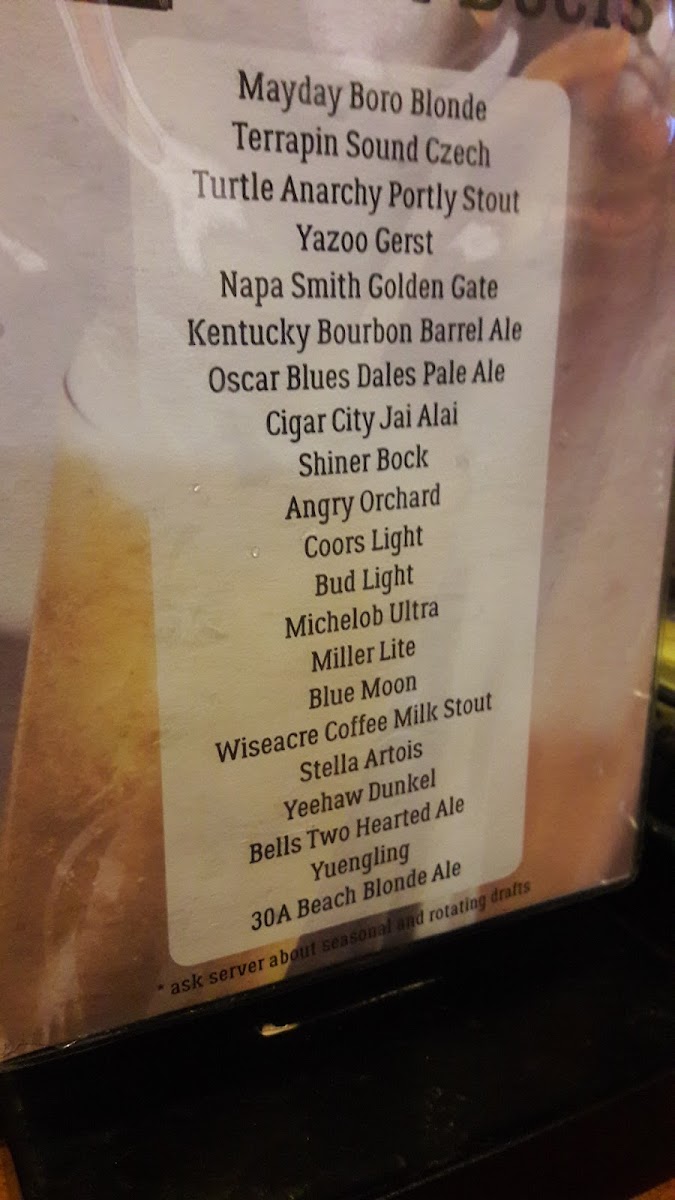 Mayday Boro Blonde
Terrapin Sound Czech
Turtle Anarchy Portly Stout
Yazoo Gerst
Napa Smith Golden Gate
Kentucky Bourbon Barrel Ale
Oscar Blues Dales Pale Ale
Cigar City Jai Alai
Shiner Bock
Angry Orchard
Coors Light
Bud Light
Michelob Ultra
Miller Lite
Blue Moon
Wiseacre Coffee Milk Stout
Stella Artois
Yeehaw Dunkel
Bells Two Hearted Ale
Yuengling
30A Beach Blonde Ale
* ask server about seasonal and rotating drafts